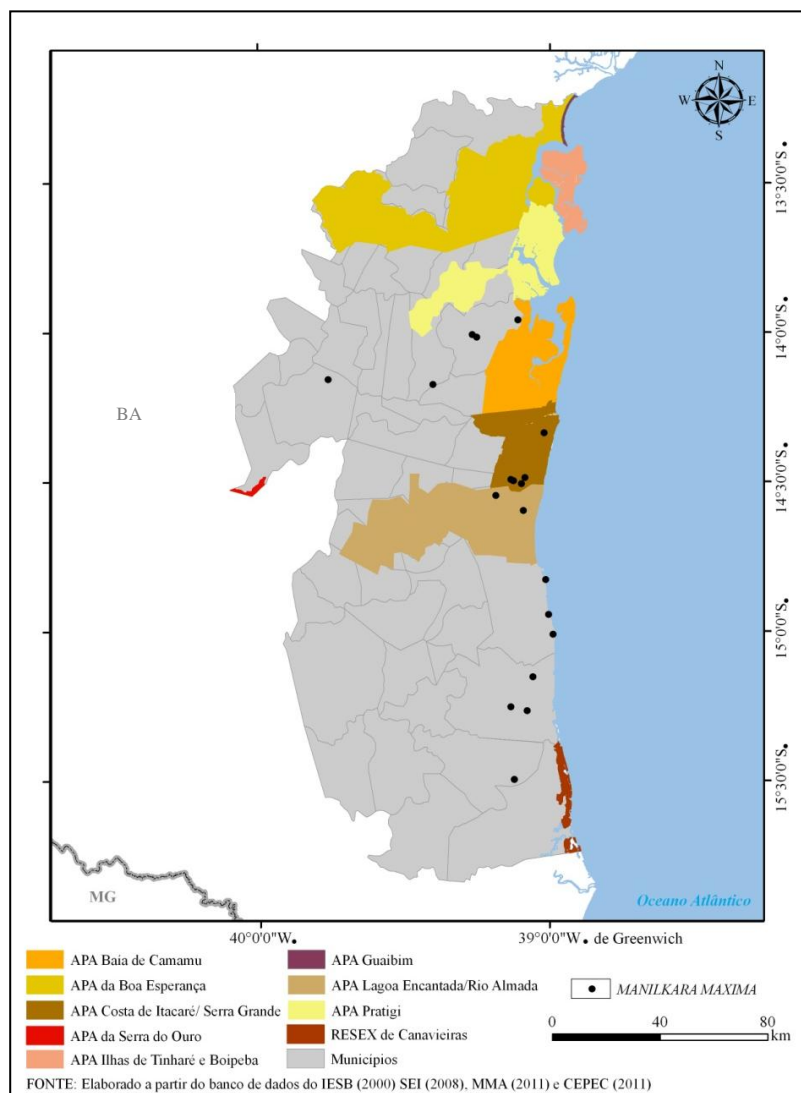 N
W E
S
13°30'0"S.
14°0'0"S.
BA
14°30'0"S.
15°0'0"S.
15°30'0"S.
MG
Oceano Atlântico
40°0'0"W. 39°0'0"W. de Greenwich
APA Baia de Camamu APA Guaibim
APA da Boa Esperança APA Lagoa Encantada/Rio Almada MANILKARA MAXIMA
APA Costa de Itacaré/ Serra Grande APA Pratigi
APA da Serra do Ouro RESEX de Canavieiras 0 40 80
km
APA Ilhas de Tinharé e Boipeba Municípios
FONTE: Elaborado a partir do banco de dados do IESB (2000) SEI (2008), MMA (2011) e CEPEC (2011)